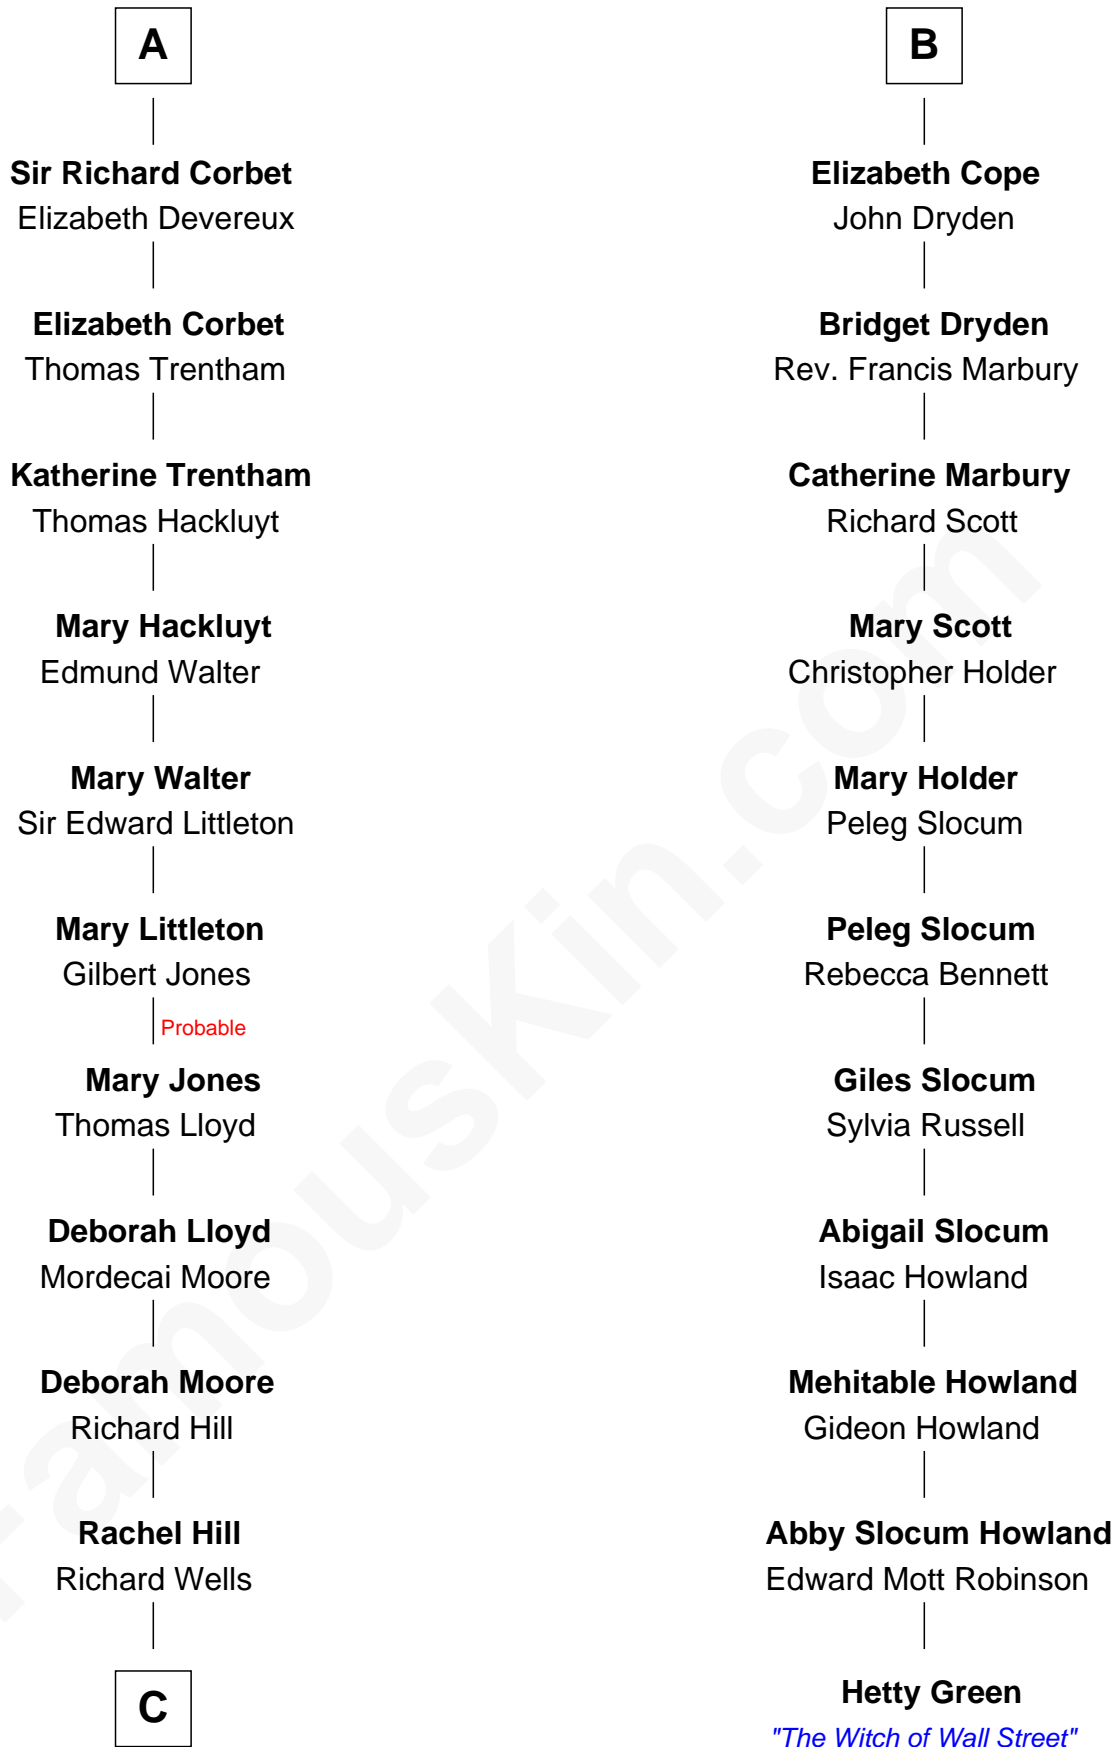 A
Sir Richard Corbet
Elizabeth Devereux
Elizabeth Corbet
Thomas Trentham
Katherine Trentham
Thomas Hackluyt
Mary Hackluyt
Edmund Walter
Mary Walter
Sir Edward Littleton
Mary Littleton
Gilbert Jones
Probable
Mary Jones
Thomas Lloyd
Deborah Lloyd
Mordecai Moore
Deborah Moore
Richard Hill
Rachel Hill
Richard Wells
C
B
Elizabeth Cope
John Dryden
Bridget Dryden
Rev. Francis Marbury
Catherine Marbury
Richard Scott
Mary Scott
Christopher Holder
Mary Holder
Peleg Slocum
Peleg Slocum
Rebecca Bennett
Giles Slocum
Sylvia Russell
Abigail Slocum
Isaac Howland
Mehitable Howland
Gideon Howland
Abby Slocum Howland
Edward Mott Robinson
Hetty Green
"The Witch of Wall Street"
FamousKin.com